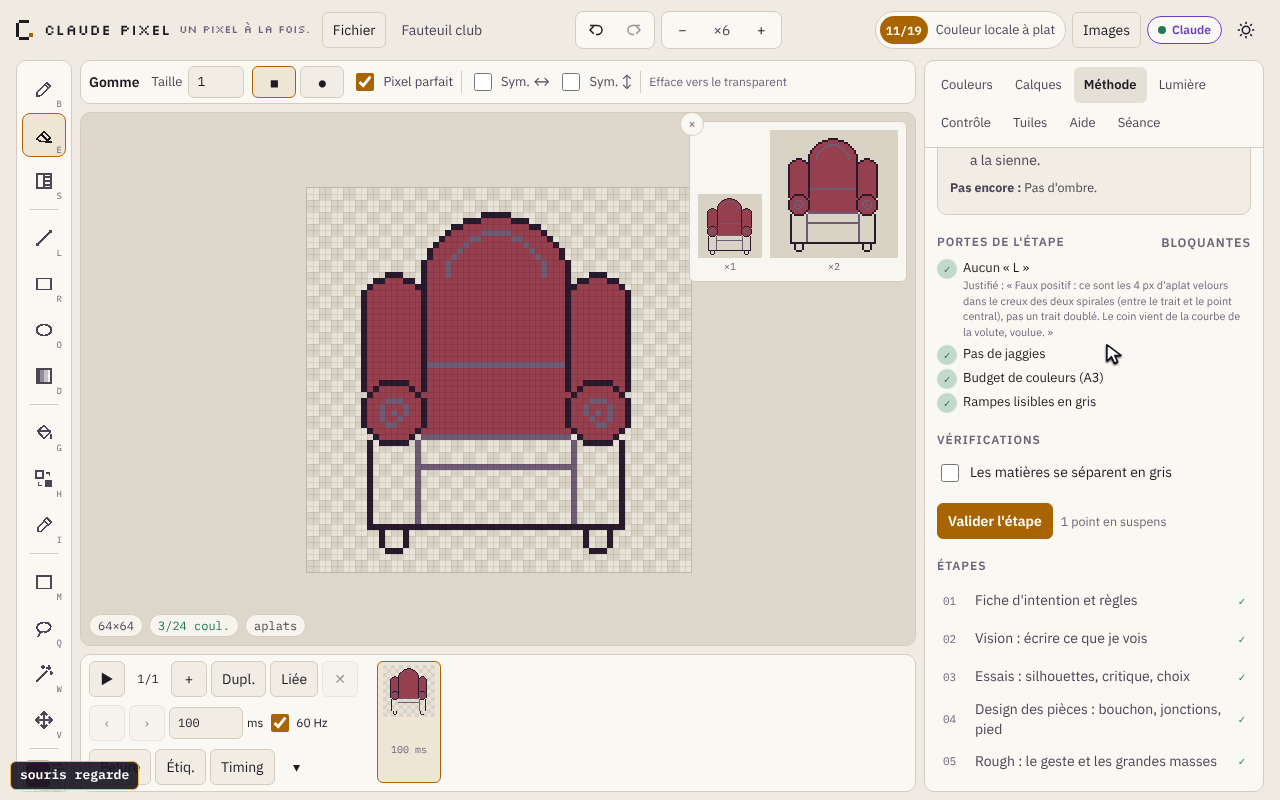 CLAUDE PIXEL
UN PIXEL À LA FOIS.
Fichier
Fauteuil club
− ×6 +
11/19 Couleur locale à plat
Images
Claude
Gomme Taille 1 Pixel parfait Sym. ↔ Sym. ↕ Efface vers le transparent
B
E
S
L
R
O
D
G
H
I
M
Q
W
V
×
×1
×2
64×64
3/24 coul.
aplats
1/1 + Dupl. Liée ×
‹ › 100 ms 60 Hz
Étiq. Timing ▼
100 ms
souris regarde
Couleurs Calques Méthode Lumière
Contrôle Tuiles Aide Séance
a la sienne.
Pas encore : Pas d'ombre.
PORTES DE L'ÉTAPE BLOQUANTES
✓ Aucun « L »
Justifié : « Faux positif : ce sont les 4 px d'aplat velours
dans le creux des deux spirales (entre le trait et le point
central), pas un trait doublé. Le coin vient de la courbe de
la volute, voulue. »
✓ Pas de jaggies
✓ Budget de couleurs (A3)
✓ Rampes lisibles en gris
VÉRIFICATIONS
Les matières se séparent en gris
Valider l'étape 1 point en suspens
ÉTAPES
01 Fiche d'intention et règles ✓
02 Vision : écrire ce que je vois ✓
03 Essais : silhouettes, critique, choix ✓
04 Design des pièces : bouchon, jonctions,
pied ✓
05 Rough : le geste et les grandes masses ✓